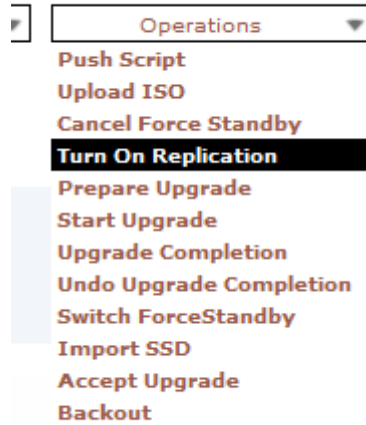 Operations
Push Script
Upload ISO
Cancel Force Standby
Turn On Replication
Prepare Upgrade
Start Upgrade
Upgrade Completion
Undo Upgrade Completion
Switch ForceStandby
Import SSD
Accept Upgrade
Backout